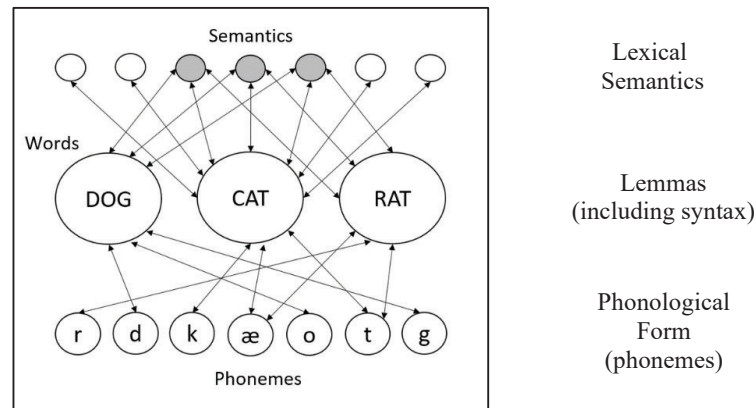 Semantics
Lexical
Semantics
Words
DOG CAT RAT
Lemmas
(including syntax)
r d k æ o t g
Phonemes
Phonological
Form
(phonemes)